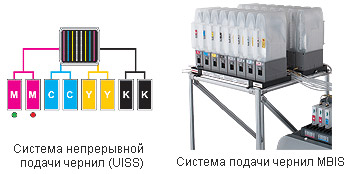 M M C C Y Y K K
Система непрерывной
подачи чернил (UISS)
Система подачи чернил MBIS